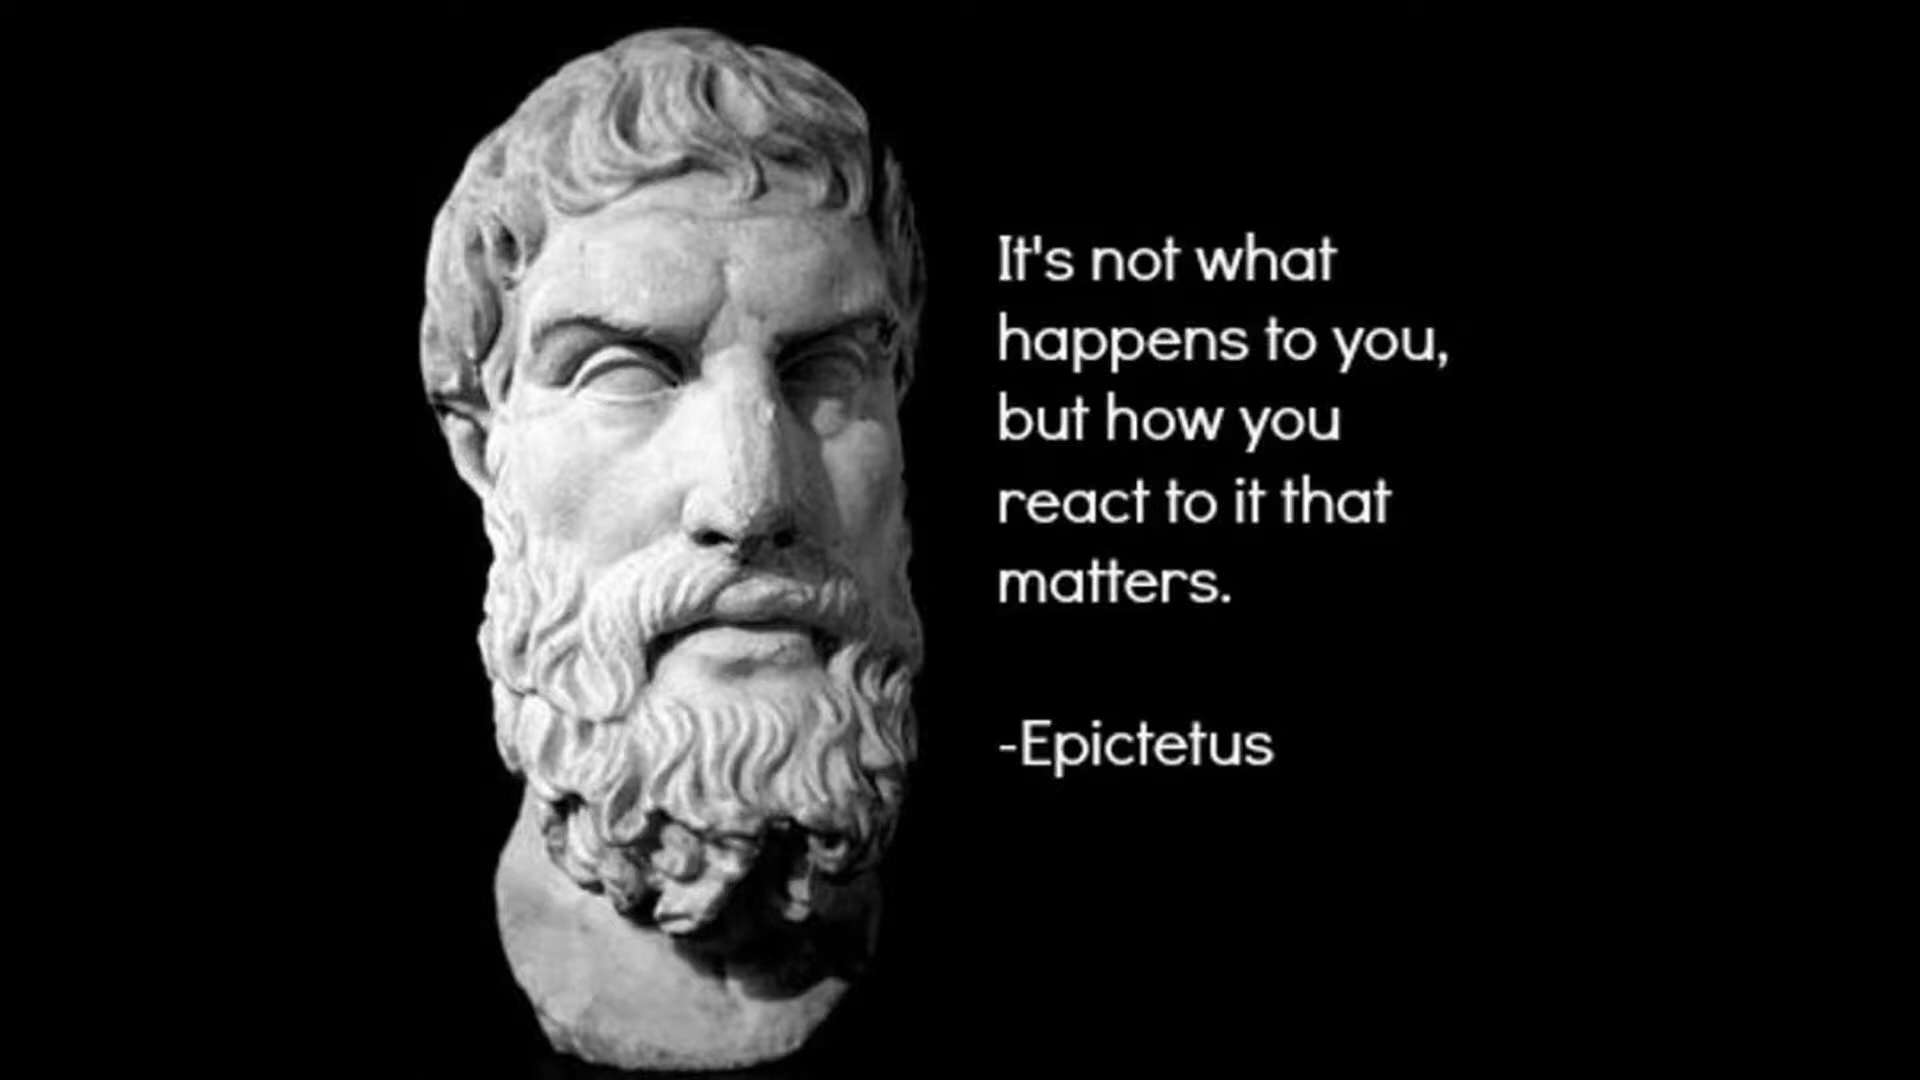 It's not what
happens to you,
but how you
react to it that
matters.
-Epictetus